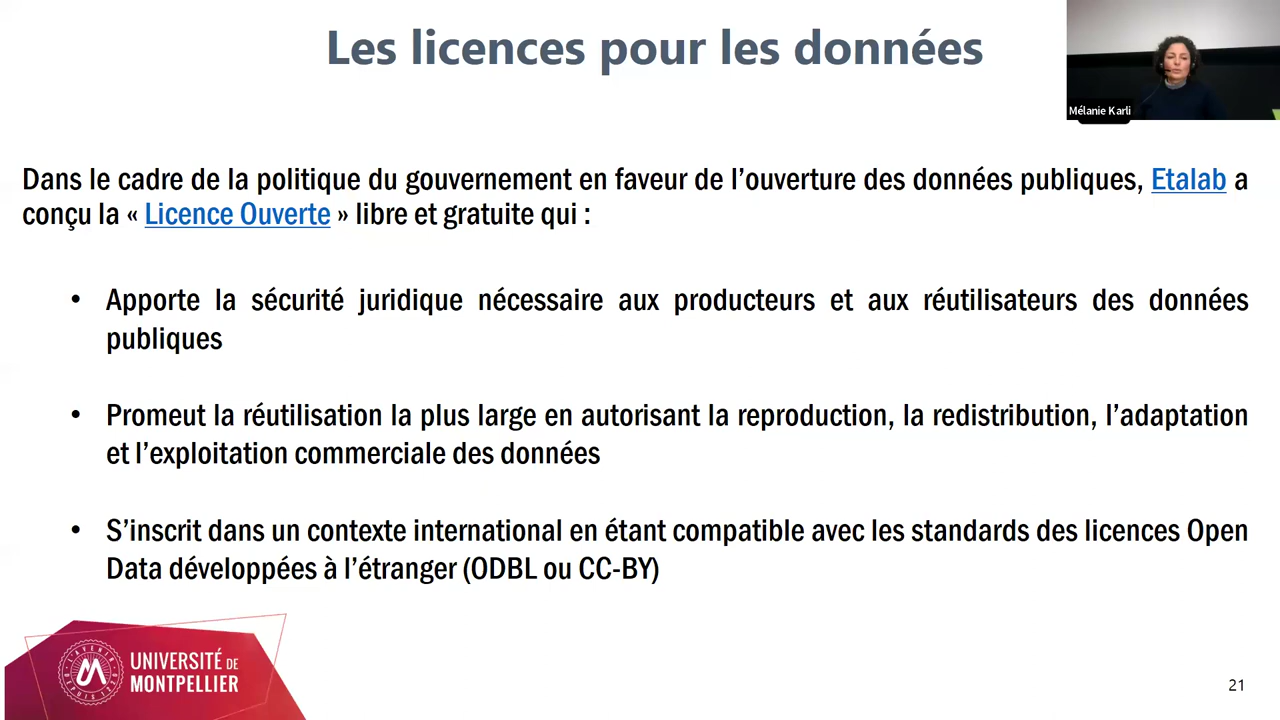 Les licences pour les données
Mélanie Karli
Dans le cadre de la politique du gouvernement en faveur de l’ouverture des données publiques, Etalab a
conçu la « Licence Ouverte » libre et gratuite qui :
• Apporte la sécurité juridique nécessaire aux producteurs et aux réutilisateurs des données
publiques
• Promeut la réutilisation la plus large en autorisant la reproduction, la redistribution, l’adaptation
et l’exploitation commerciale des données
• S’inscrit dans un contexte international en étant compatible avec les standards des licences Open
Data développées à l’étranger (ODBL ou CC-BY)
UNIVERSITÉ DE
MONTPELLIER
21